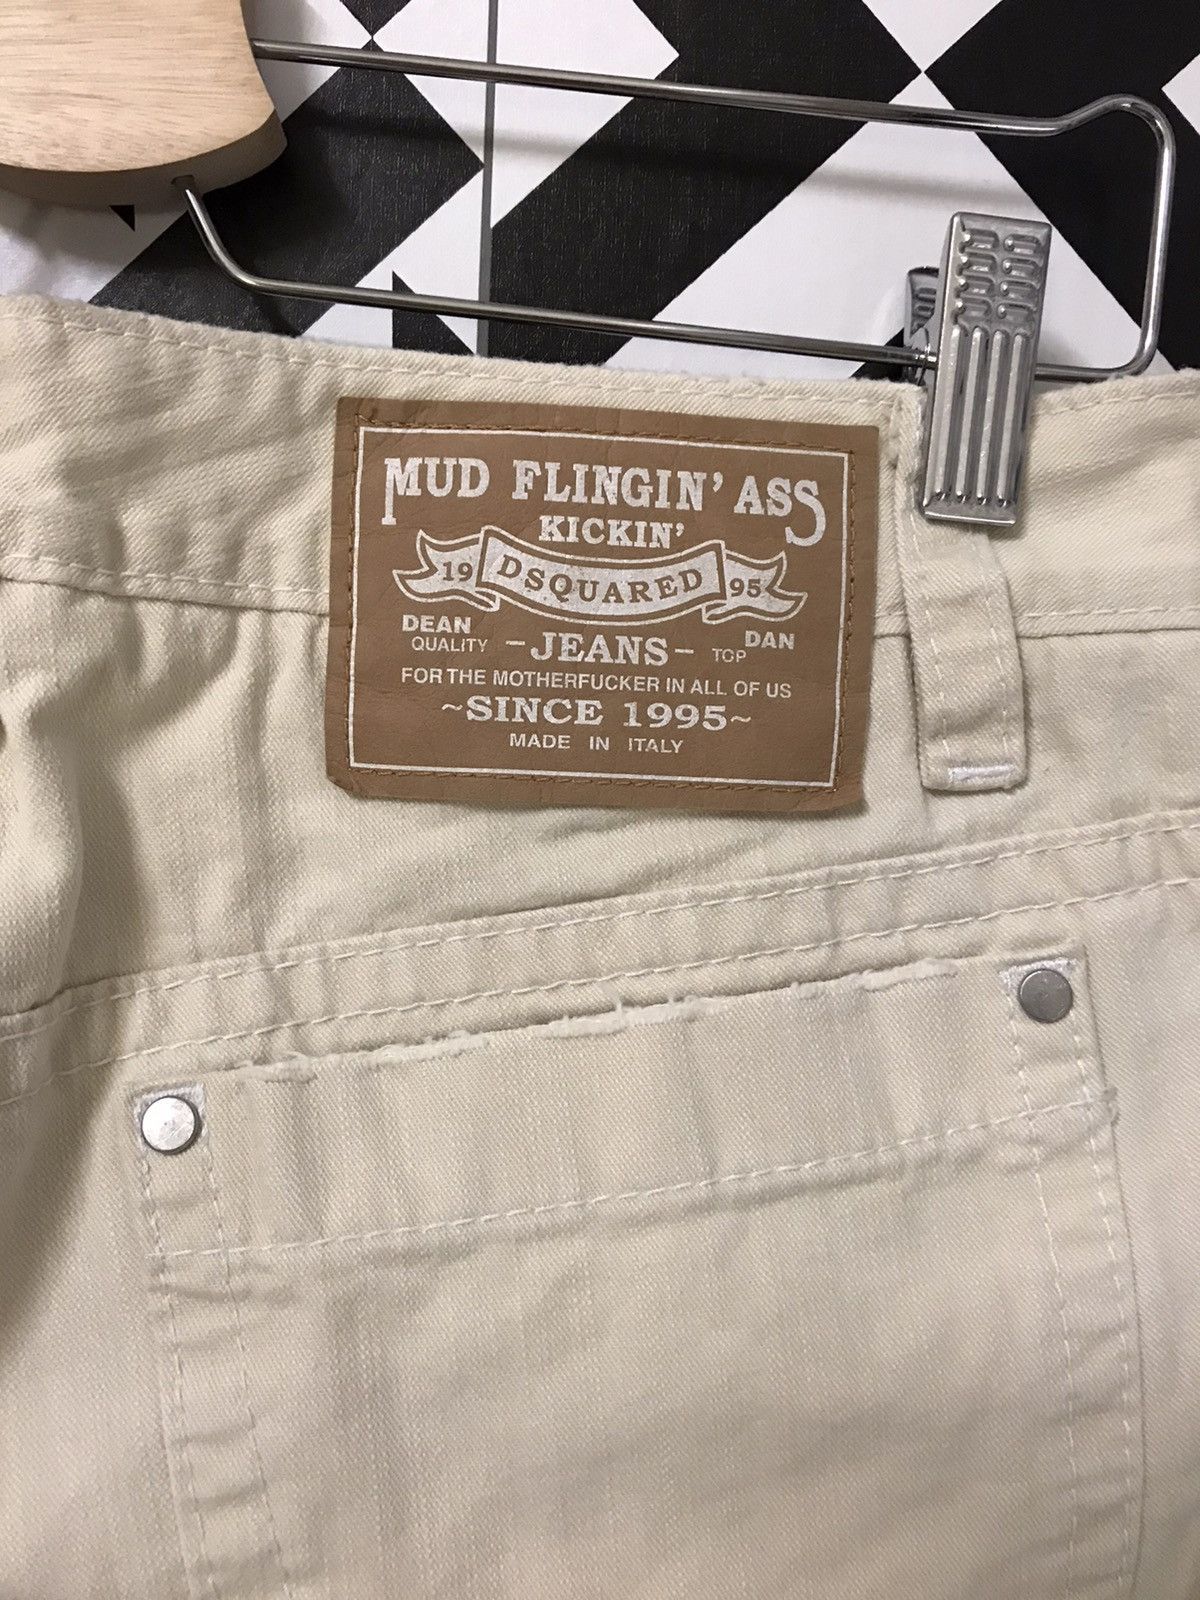 MUD FLINGIN' ASS
KICKIN'
19 DSQUARED 95
DEAN DAN
QUALITY -JEANS- TOP
FOR THE MOTHERFUCKER IN ALL OF US
~SINCE 1995~
MADE IN ITALY